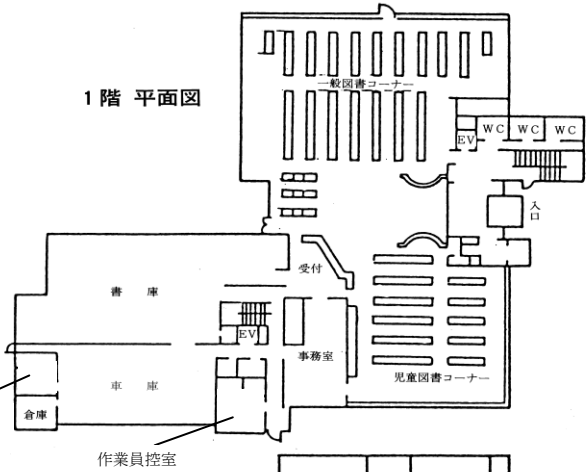 1階 平面図
一般図書コーナー
WC
WC
WC
EV
入口
受付
書庫
EV
事務室
児童図書コーナー
車庫
倉庫
作業員控室